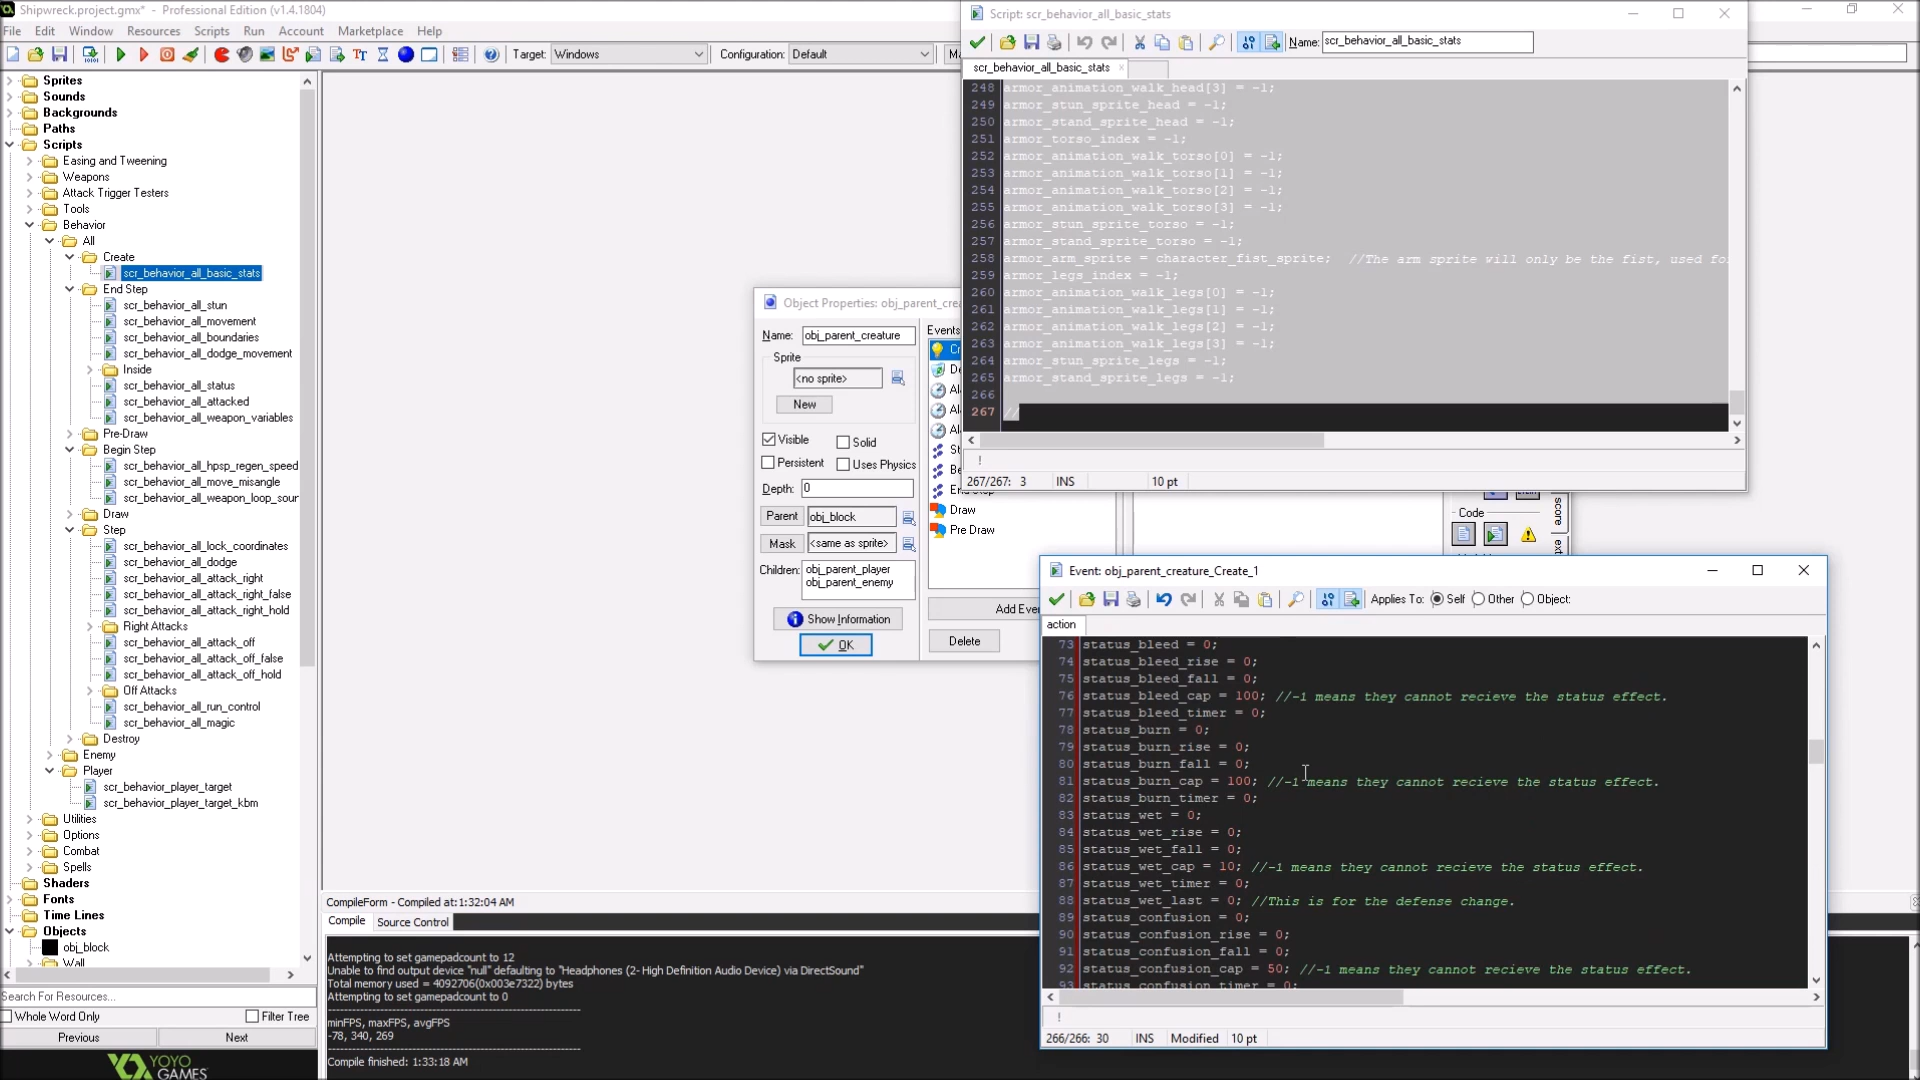 Shipwreck.project.gmx* - Professional Edition (v1.4.1804)
File Edit Window Resources Scripts Run Account Marketplace Help
Target: Windows Configuration: Default
Sprites
Sounds
Backgrounds
Paths
Scripts
Easing and Tweening
Weapons
Attack Trigger Testers
Tools
Behavior
All
Create
scr_behavior_all_basic_stats
End Step
scr_behavior_all_stun
scr_behavior_all_movement
scr_behavior_all_boundaries
scr_behavior_all_dodge_movement
Inside
scr_behavior_all_status
scr_behavior_all_attacked
scr_behavior_all_weapon_variables
Pre-Draw
Begin Step
scr_behavior_all_hpsp_regen_speed
scr_behavior_all_move_misangle
scr_behavior_all_weapon_loop_soun
Draw
Step
scr_behavior_all_lock_coordinates
scr_behavior_all_dodge
scr_behavior_all_attack_right
scr_behavior_all_attack_right_false
scr_behavior_all_attack_right_hold
Right Attacks
scr_behavior_all_attack_off
scr_behavior_all_attack_off_false
scr_behavior_all_attack_off_hold
Off Attacks
scr_behavior_all_run_control
scr_behavior_all_magic
Destroy
Enemy
Player
scr_behavior_player_target
scr_behavior_player_target_kbm
Utilities
Options
Combat
Spells
Shaders
Fonts
Time Lines
Objects
obj_block
Wall
Search For Resources...
Whole Word Only Filter Tree
Previous Next
YOYO
GAMES
Object Properties: obj_parent_crea
Name: obj_parent_creature
Sprite
<no sprite>
New
Visible Solid
Persistent Uses Physics
Depth: 0
Parent obj_block
Mask <same as sprite>
Children: obj_parent_player
obj_parent_enemy
Show Information
OK
Events
Draw
Pre Draw
Delete
Code
score
Script: scr_behavior_all_basic_stats
Name: scr_behavior_all_basic_stats
scr_behavior_all_basic_stats
248 armor_animation_walk_head[3] = -1;
249 armor_stun_sprite_head = -1;
250 armor_stand_sprite_head = -1;
251 armor_torso_index = -1;
252 armor_animation_walk_torso[0] = -1;
253 armor_animation_walk_torso[1] = -1;
254 armor_animation_walk_torso[2] = -1;
255 armor_animation_walk_torso[3] = -1;
256 armor_stun_sprite_torso = -1;
257 armor_stand_sprite_torso = -1;
258 armor_arm_sprite = character_fist_sprite; //The arm sprite will only be the fist, used fo
259 armor_legs_index = -1;
260 armor_animation_walk_legs[0] = -1;
261 armor_animation_walk_legs[1] = -1;
262 armor_animation_walk_legs[2] = -1;
263 armor_animation_walk_legs[3] = -1;
264 armor_stun_sprite_legs = -1;
265 armor_stand_sprite_legs = -1;
266
267 //
!
267/267: 3 INS 10 pt
Event: obj_parent_creature_Create_1
Applies To: Self Other Object:
action
73 status_bleed = 0;
74 status_bleed_rise = 0;
75 status_bleed_fall = 0;
76 status_bleed_cap = 100; //-1 means they cannot recieve the status effect.
77 status_bleed_timer = 0;
78 status_burn = 0;
79 status_burn_rise = 0;
80 status_burn_fall = 0;
81 status_burn_cap = 100; //-1 means they cannot recieve the status effect.
82 status_burn_timer = 0;
83 status_wet = 0;
84 status_wet_rise = 0;
85 status_wet_fall = 0;
86 status_wet_cap = 10; //-1 means they cannot recieve the status effect.
87 status_wet_timer = 0;
88 status_wet_last = 0; //This is for the defense change.
89 status_confusion = 0;
90 status_confusion_rise = 0;
91 status_confusion_fall = 0;
92 status_confusion_cap = 50; //-1 means they cannot recieve the status effect.
93 status_confusion_timer = 0;
!
266/266: 30 INS Modified 10 pt
CompileForm - Compiled at:1:32:04 AM
Compile Source Control
Attempting to set gamepadcount to 12
Unable to find output device "null" defaulting to "Headphones (2- High Definition Audio Device) via DirectSound"
Total memory used = 4092706(0x003e7322) bytes
Attempting to set gamepadcount to 0
minFPS, maxFPS, avgFPS
-78, 340, 269
Compile finished: 1:33:18 AM